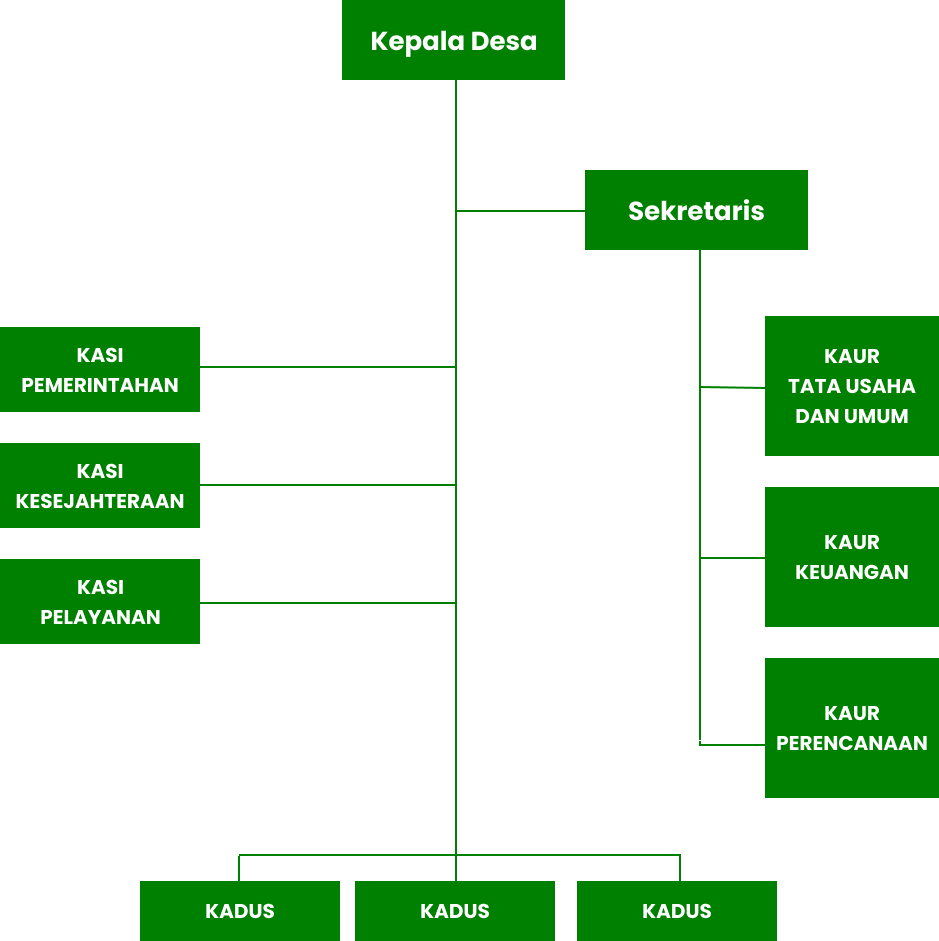 Kepala Desa
Sekretaris
KASI
PEMERINTAHAN
KASI
KESEJAHTERAAN
KASI
PELAYANAN
KAUR
TATA USAHA
DAN UMUM
KAUR
KEUANGAN
KAUR
PERENCANAAN
KADUS
KADUS
KADUS